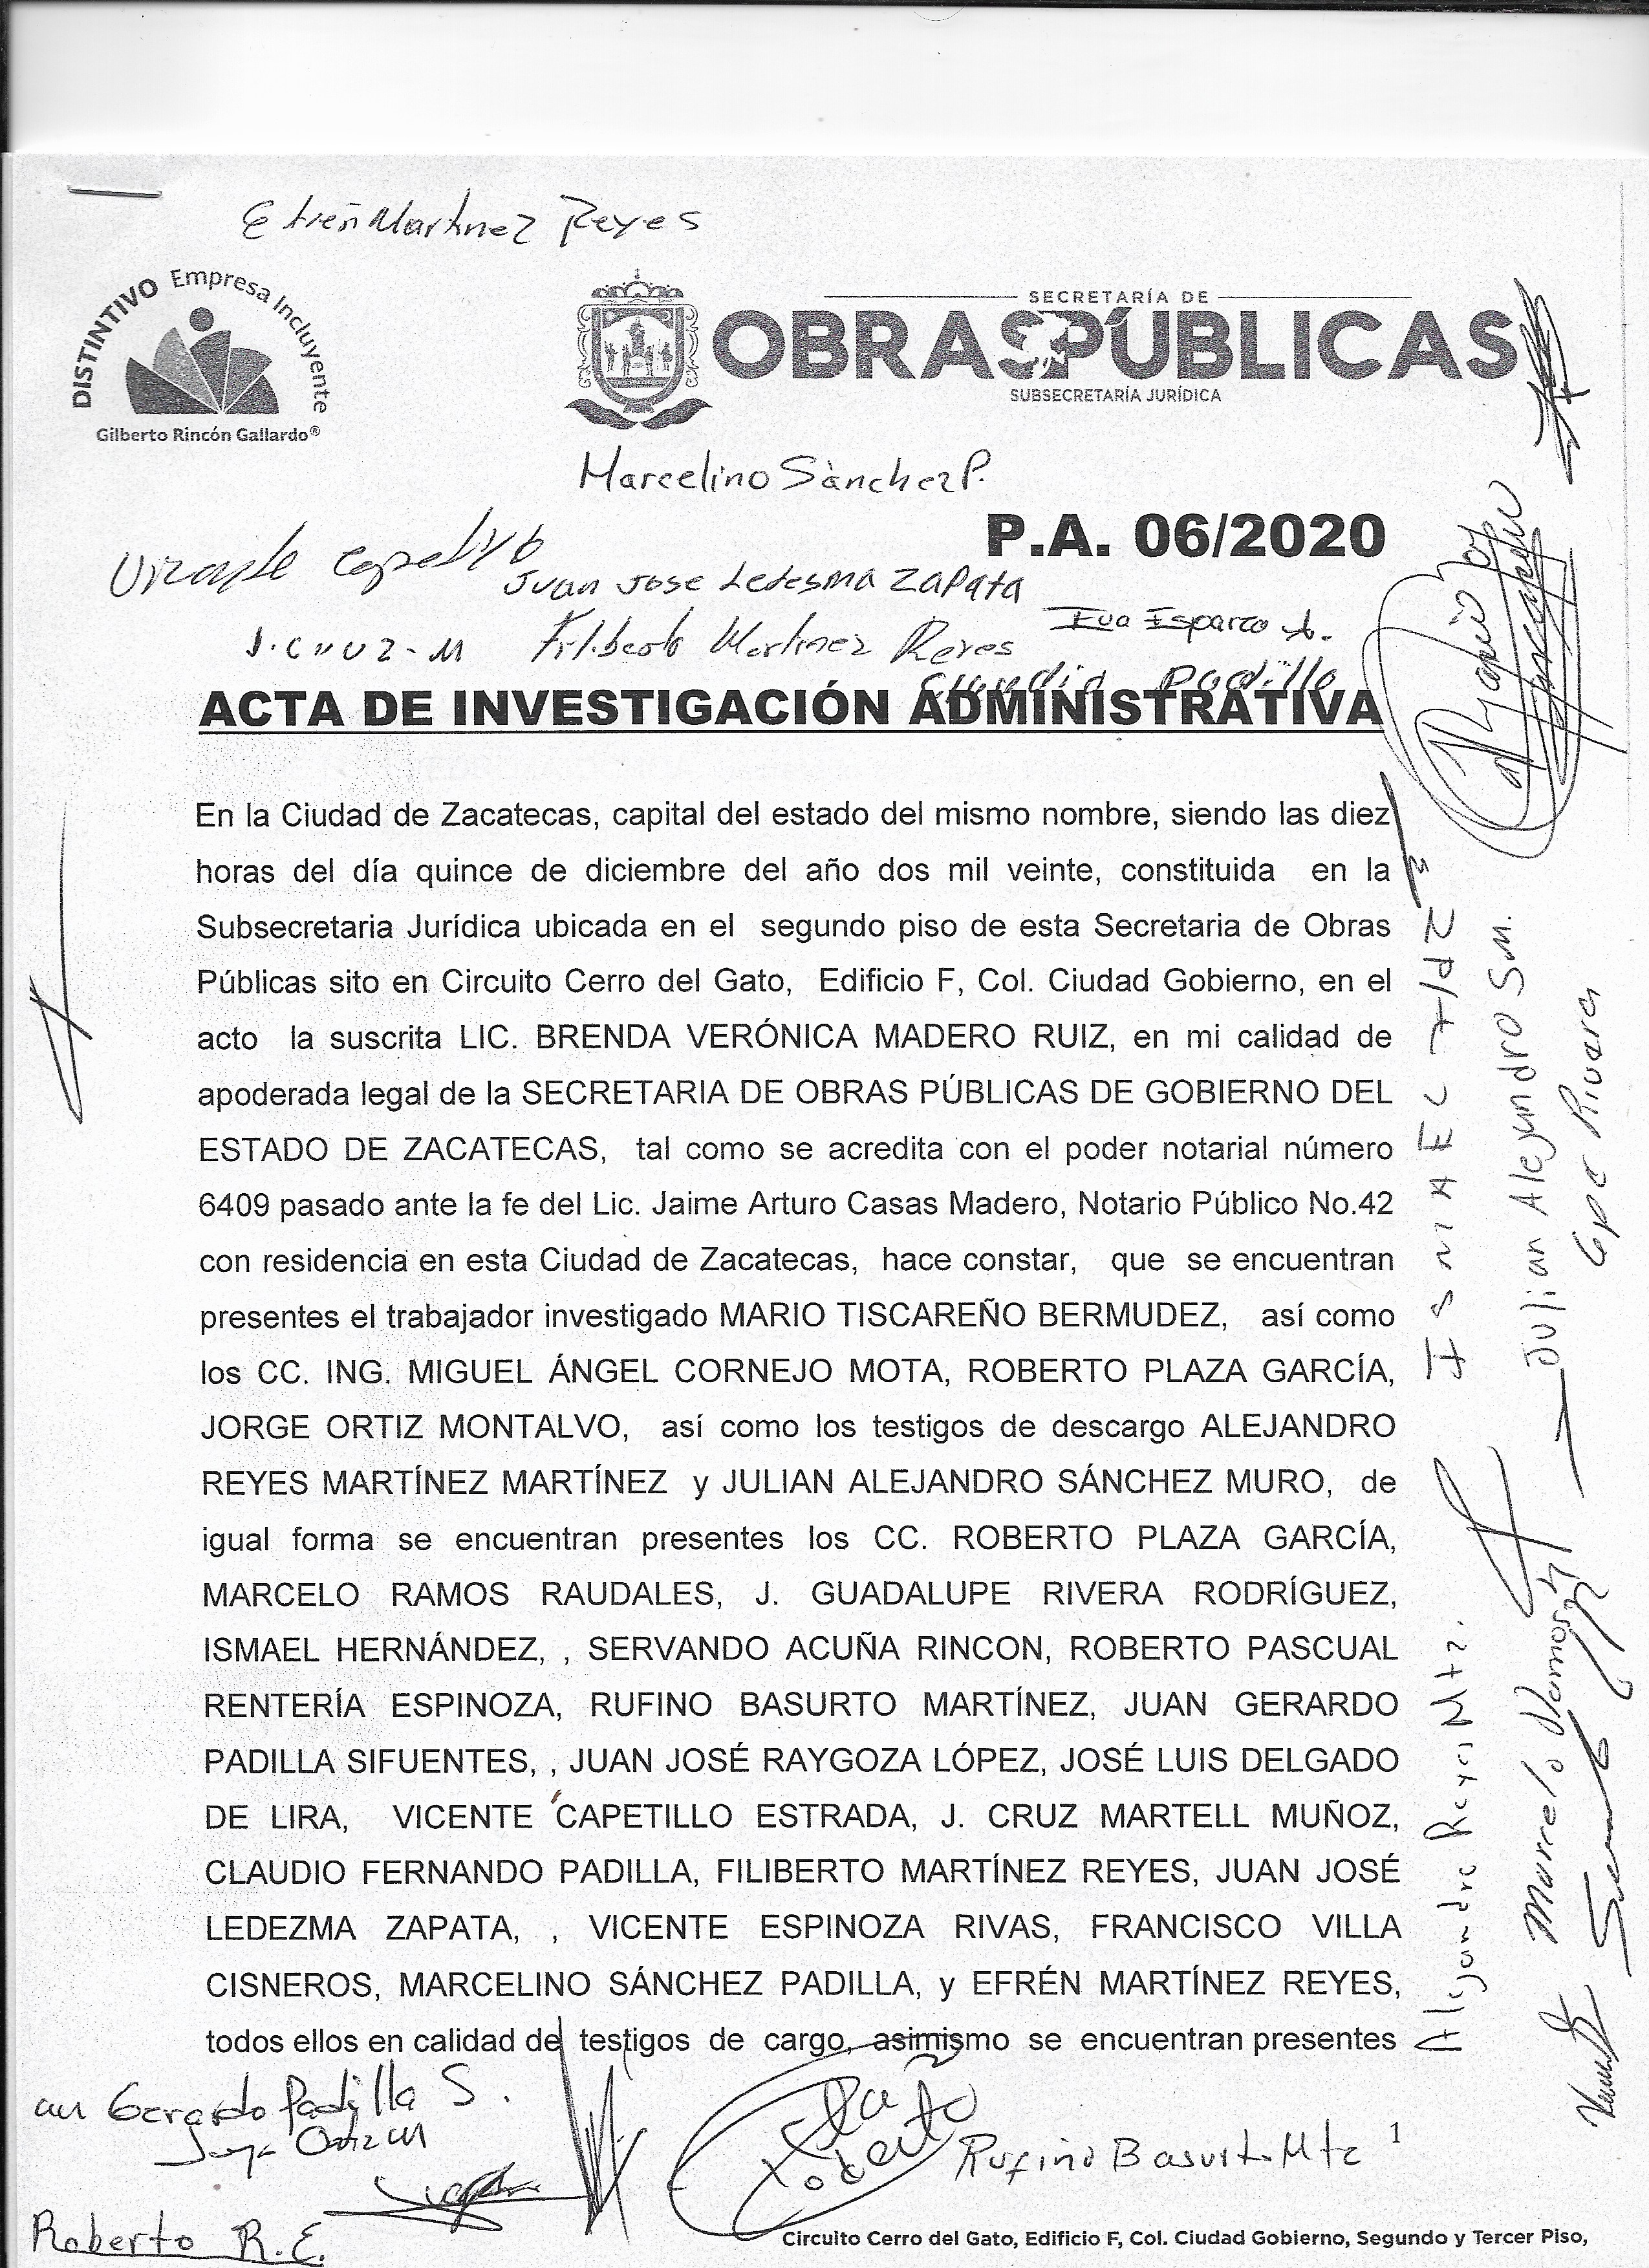 Efrén Martinez Reyes
DISTINTIVO Empresa Incluyente
Gilberto Rincón Gallardo®
SECRETARÍA DE
OBRAS PÚBLICAS
SUBSECRETARÍA JURÍDICA
Marcelino Sànchez P.
P.A. 06/2020
Juan Jose Ledesma Zapata
Eva Esparza A.
J. Cruz - M
Filiberto Martinez Reyes
Claudio Padilla
ACTA DE INVESTIGACIÓN ADMINISTRATIVA
En la Ciudad de Zacatecas, capital del estado del mismo nombre, siendo las diez
horas del día quince de diciembre del año dos mil veinte, constituida en la
Subsecretaria Jurídica ubicada en el segundo piso de esta Secretaria de Obras
Públicas sito en Circuito Cerro del Gato, Edificio F, Col. Ciudad Gobierno, en el
acto la suscrita LIC. BRENDA VERÓNICA MADERO RUIZ, en mi calidad de
apoderada legal de la SECRETARIA DE OBRAS PÚBLICAS DE GOBIERNO DEL
ESTADO DE ZACATECAS, tal como se acredita con el poder notarial número
6409 pasado ante la fe del Lic. Jaime Arturo Casas Madero, Notario Público No.42
con residencia en esta Ciudad de Zacatecas, hace constar, que se encuentran
presentes el trabajador investigado MARIO TISCAREÑO BERMUDEZ, así como
los CC. ING. MIGUEL ÁNGEL CORNEJO MOTA, ROBERTO PLAZA GARCÍA,
JORGE ORTIZ MONTALVO, así como los testigos de descargo ALEJANDRO
REYES MARTÍNEZ MARTÍNEZ y JULIAN ALEJANDRO SÁNCHEZ MURO, de
igual forma se encuentran presentes los CC. ROBERTO PLAZA GARCÍA,
MARCELO RAMOS RAUDALES, J. GUADALUPE RIVERA RODRÍGUEZ,
ISMAEL HERNÁNDEZ, , SERVANDO ACUÑA RINCON, ROBERTO PASCUAL
RENTERÍA ESPINOZA, RUFINO BASURTO MARTÍNEZ, JUAN GERARDO
PADILLA SIFUENTES, , JUAN JOSÉ RAYGOZA LÓPEZ, JOSÉ LUIS DELGADO
DE LIRA, VICENTE CAPETILLO ESTRADA, J. CRUZ MARTELL MUÑOZ,
CLAUDIO FERNANDO PADILLA, FILIBERTO MARTÍNEZ REYES, JUAN JOSÉ
LEDEZMA ZAPATA, , VICENTE ESPINOZA RIVAS, FRANCISCO VILLA
CISNEROS, MARCELINO SÁNCHEZ PADILLA, y EFRÉN MARTÍNEZ REYES,
todos ellos en calidad de testigos de cargo, asimismo se encuentran presentes
ISMAEL
Julian Alejandro S.M.
Gpe Rivera
Alejandro Reyes Mtz.
Marcelo Ramos
Gerardo Padilla S.
Jorge Ortiz M
Rufino Basurto Mtz
1
Roberto R.E.
Circuito Cerro del Gato, Edificio F, Col. Ciudad Gobierno, Segundo y Tercer Piso,